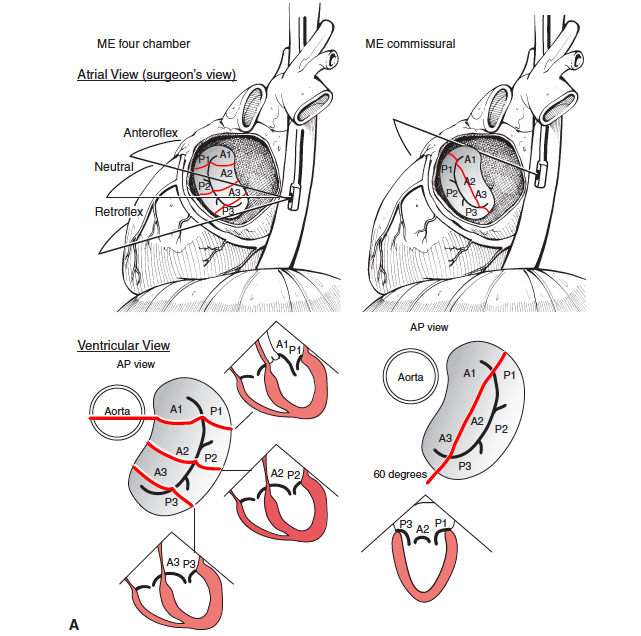 ME four chamber
ME commissural
Atrial View (surgeon's view)
Anteroflex
Neutral
Retroflex
P1 A1
A2
P2
A3
P3
A1
P1
A2
P2
A3
P3
Ventricular View
AP view
Aorta
A1 P1
A2
P2
A3
P3
A1 P1
A2 P2
A3 P3
AP view
Aorta
A1 P1
A2
P2
A3
P3
60 degrees
P3 A2 P1
A